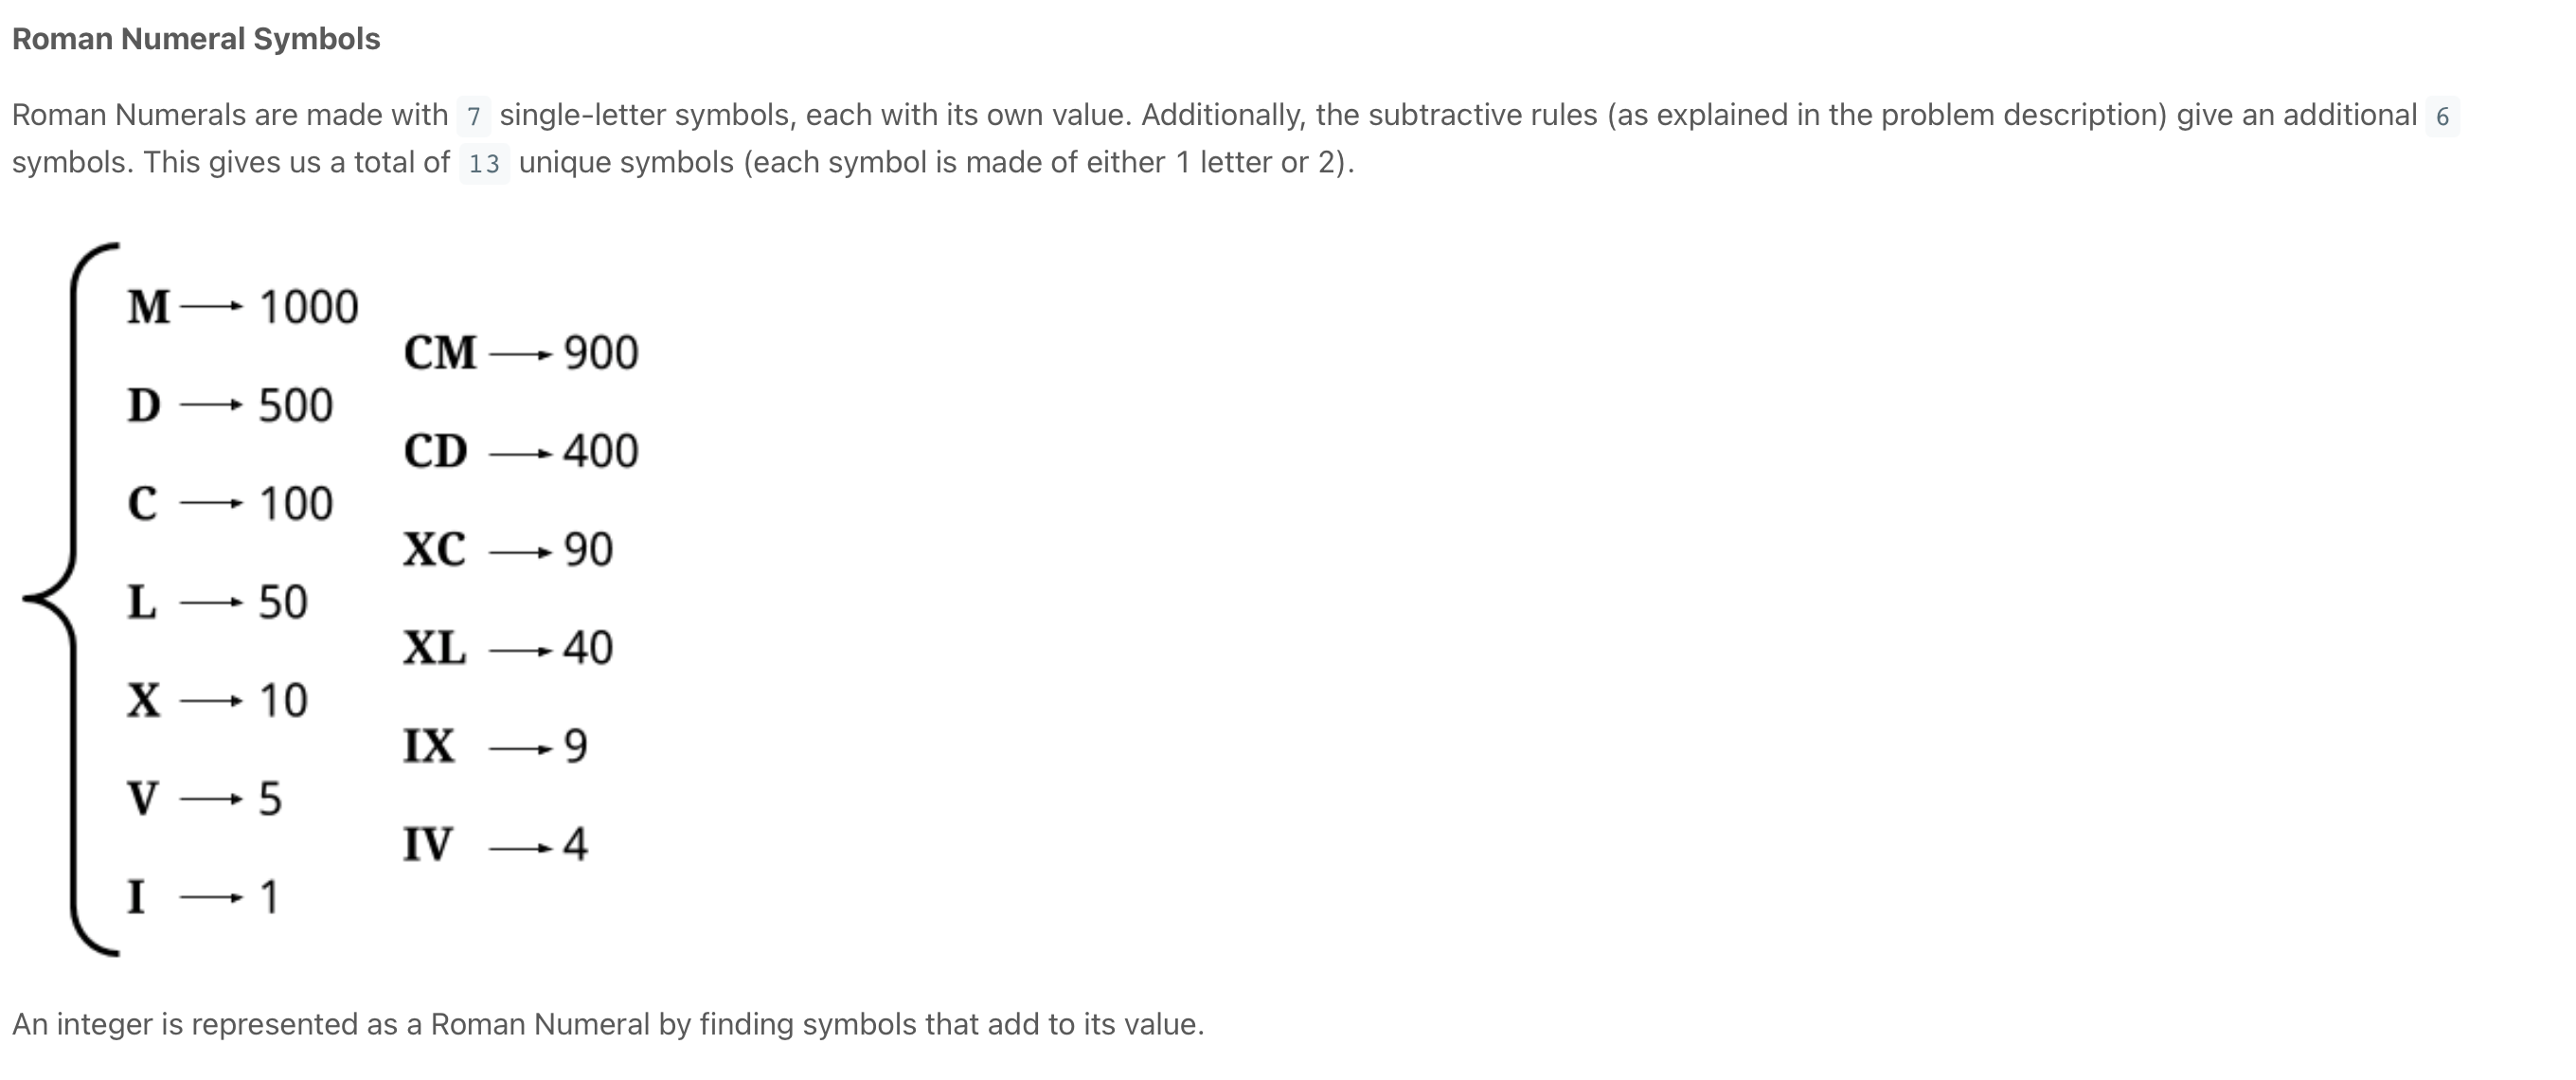 Roman Numeral Symbols
Roman Numerals are made with 7 single-letter symbols, each with its own value. Additionally, the subtractive rules (as explained in the problem description) give an additional 6
symbols. This gives us a total of 13 unique symbols (each symbol is made of either 1 letter or 2).
M → 1000
CM → 900
D → 500
CD → 400
C → 100
XC → 90
L → 50
XL → 40
X → 10
IX → 9
V → 5
IV → 4
I → 1
An integer is represented as a Roman Numeral by finding symbols that add to its value.